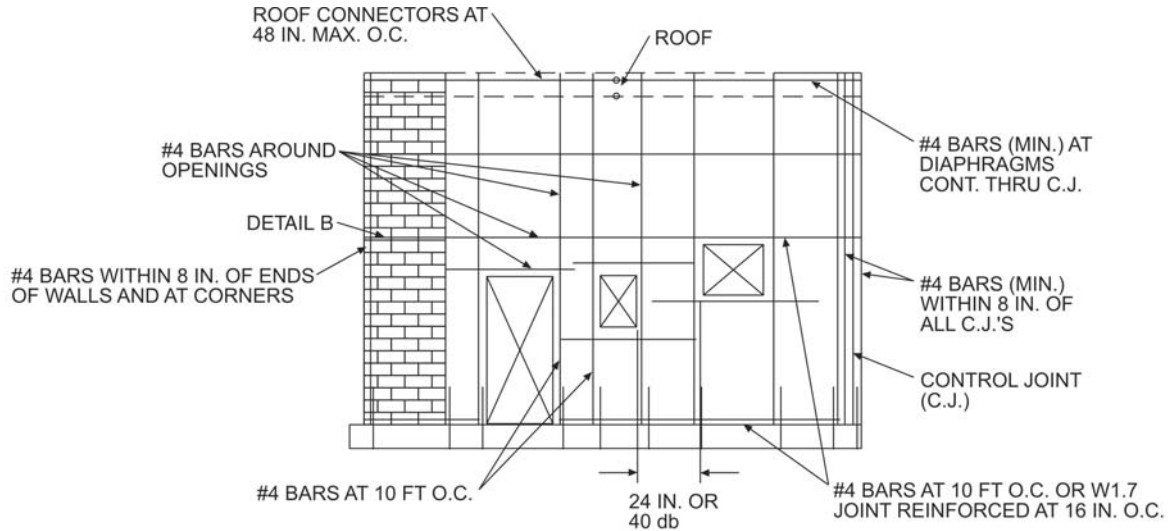 ROOF CONNECTORS AT
48 IN. MAX. O.C.
ROOF
#4 BARS AROUND
OPENINGS
#4 BARS (MIN.) AT
DIAPHRAGMS
CONT. THRU C.J.
DETAIL B
#4 BARS WITHIN 8 IN. OF ENDS
OF WALLS AND AT CORNERS
#4 BARS (MIN.)
WITHIN 8 IN. OF
ALL C.J.'S
CONTROL JOINT
(C.J.)
#4 BARS AT 10 FT O.C.
24 IN. OR
40 db
#4 BARS AT 10 FT O.C. OR W1.7
JOINT REINFORCED AT 16 IN. O.C.